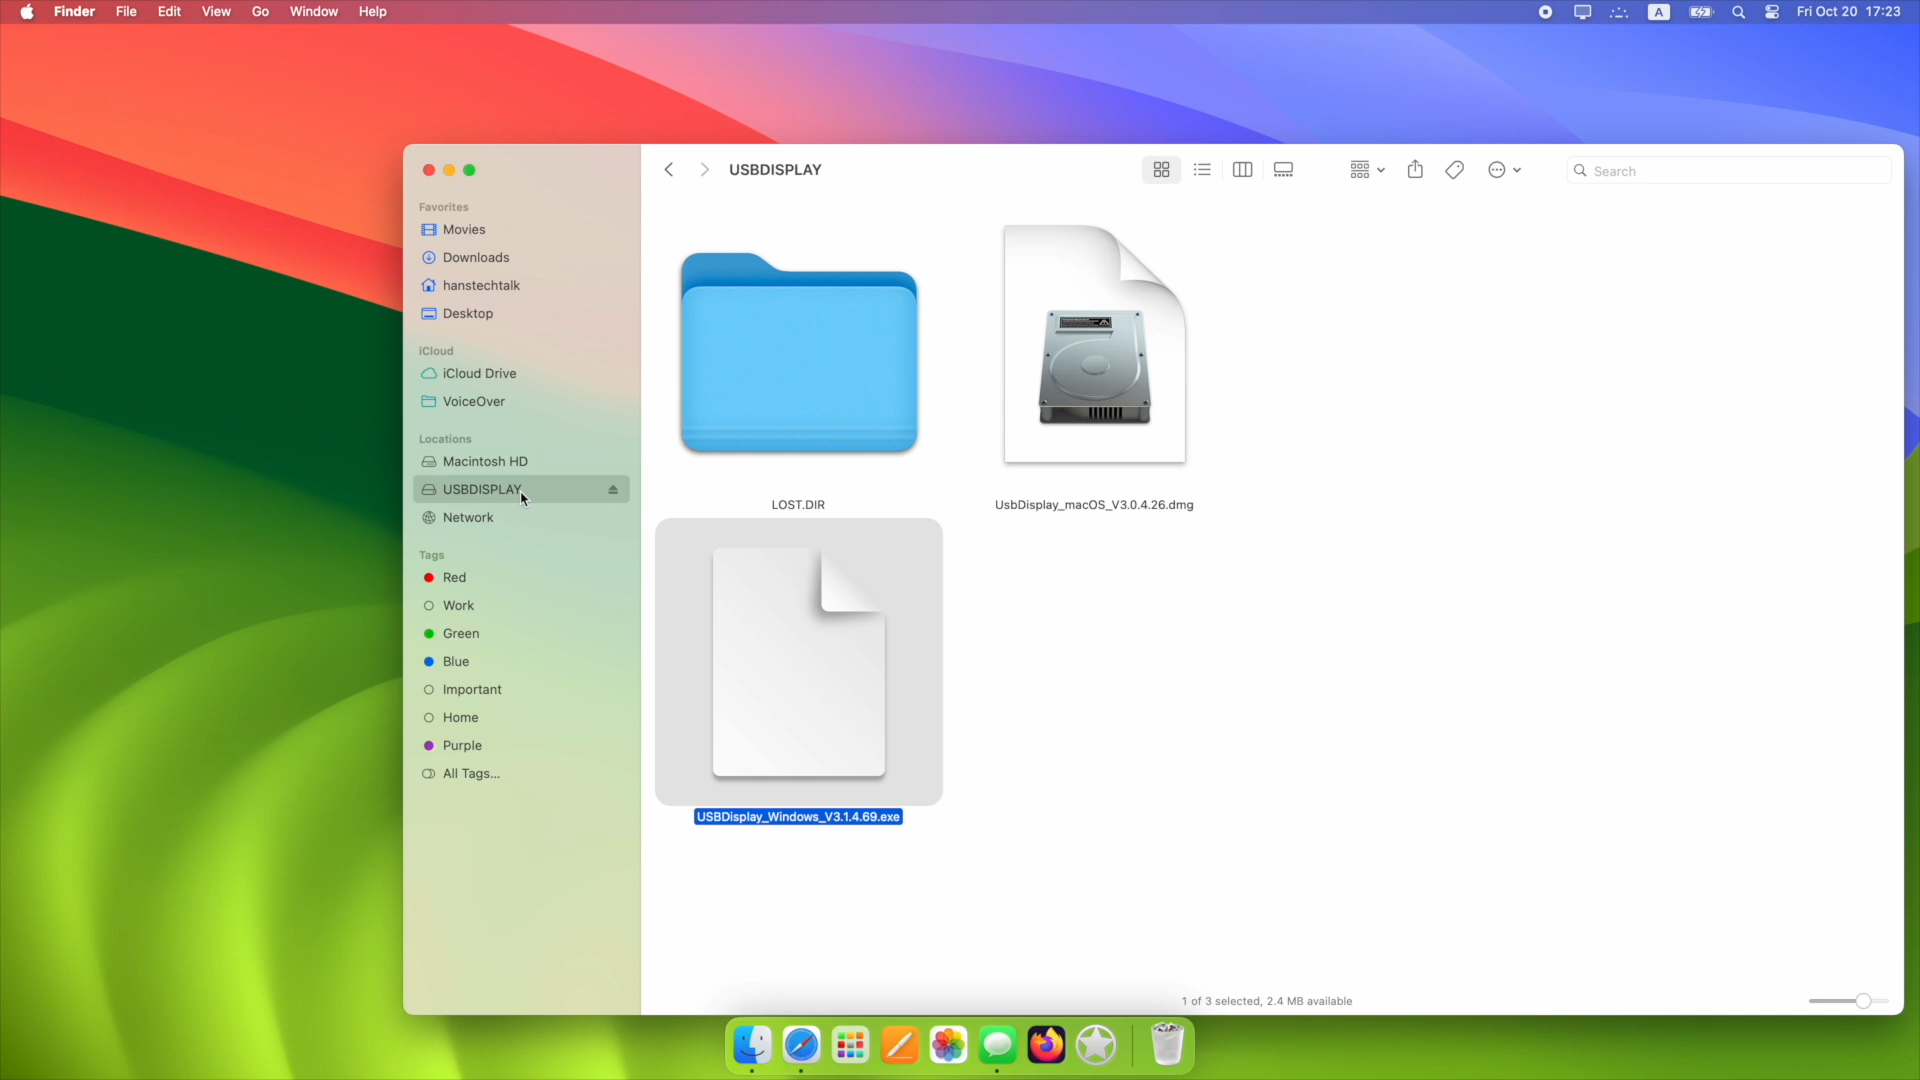 Finder File Edit View Go Window Help
A Fri Oct 20 17:23
USBDISPLAY
Search
Favorites
Movies
Downloads
hanstechtalk
Desktop
iCloud
iCloud Drive
VoiceOver
Locations
Macintosh HD
USBDISPLAY
Network
Tags
Red
Work
Green
Blue
Important
Home
Purple
All Tags...
LOST.DIR
UsbDisplay_macOS_V3.0.4.26.dmg
USBDisplay_Windows_V3.1.4.69.exe
1 of 3 selected, 2.4 MB available